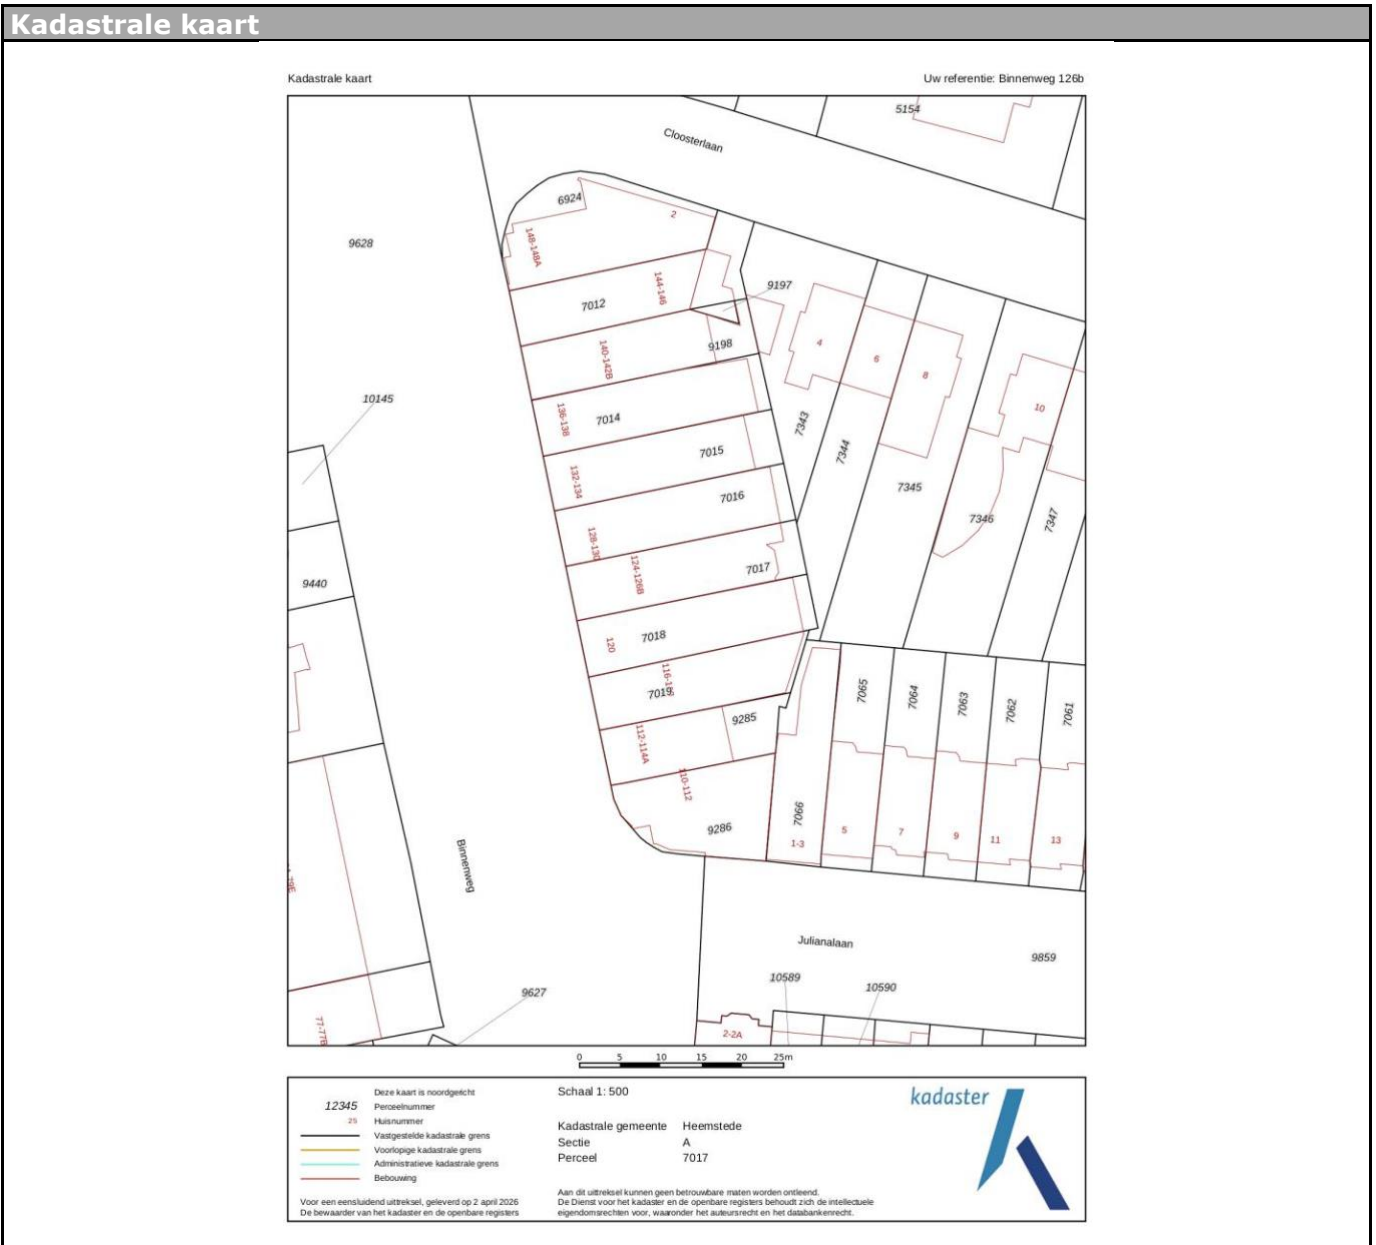 Kadastrale kaart
Kadastrale kaart
Uw referentie: Binnenweg 126b
5154
Cloosterlaan
6924
2
148-148A
9628
144-146
9197
7012
140-142B
9198
4
6
8
10145
136-138
7014
10
7343
7344
7015
132-134
7016
7345
7346
7347
128-130
124-126B
7017
9440
120
7018
116-118
7019
7065
7064
7063
7062
7061
9285
112-114A
110-112
7066
9286
1-3
5
7
9
11
13
Binnenweg
Julianalaan
9859
10589
10590
9627
77-77B
2-2A
0 5 10 15 20 25m
Deze kaart is noordgericht
12345 Perceelnummer
25 Huisnummer
Vastgestelde kadastrale grens
Voorlopige kadastrale grens
Administratieve kadastrale grens
Bebouwing
Voor een eensluidend uittreksel, geleverd op 2 april 2026
De bewaarder van het kadaster en de openbare registers
Schaal 1: 500
Kadastrale gemeente Heemstede
Sectie A
Perceel 7017
Aan dit uittreksel kunnen geen betrouwbare maten worden ontleend.
De Dienst voor het kadaster en de openbare registers behoudt zich de intellectuele
eigendomsrechten voor, waaronder het auteursrecht en het databankenrecht.
kadaster